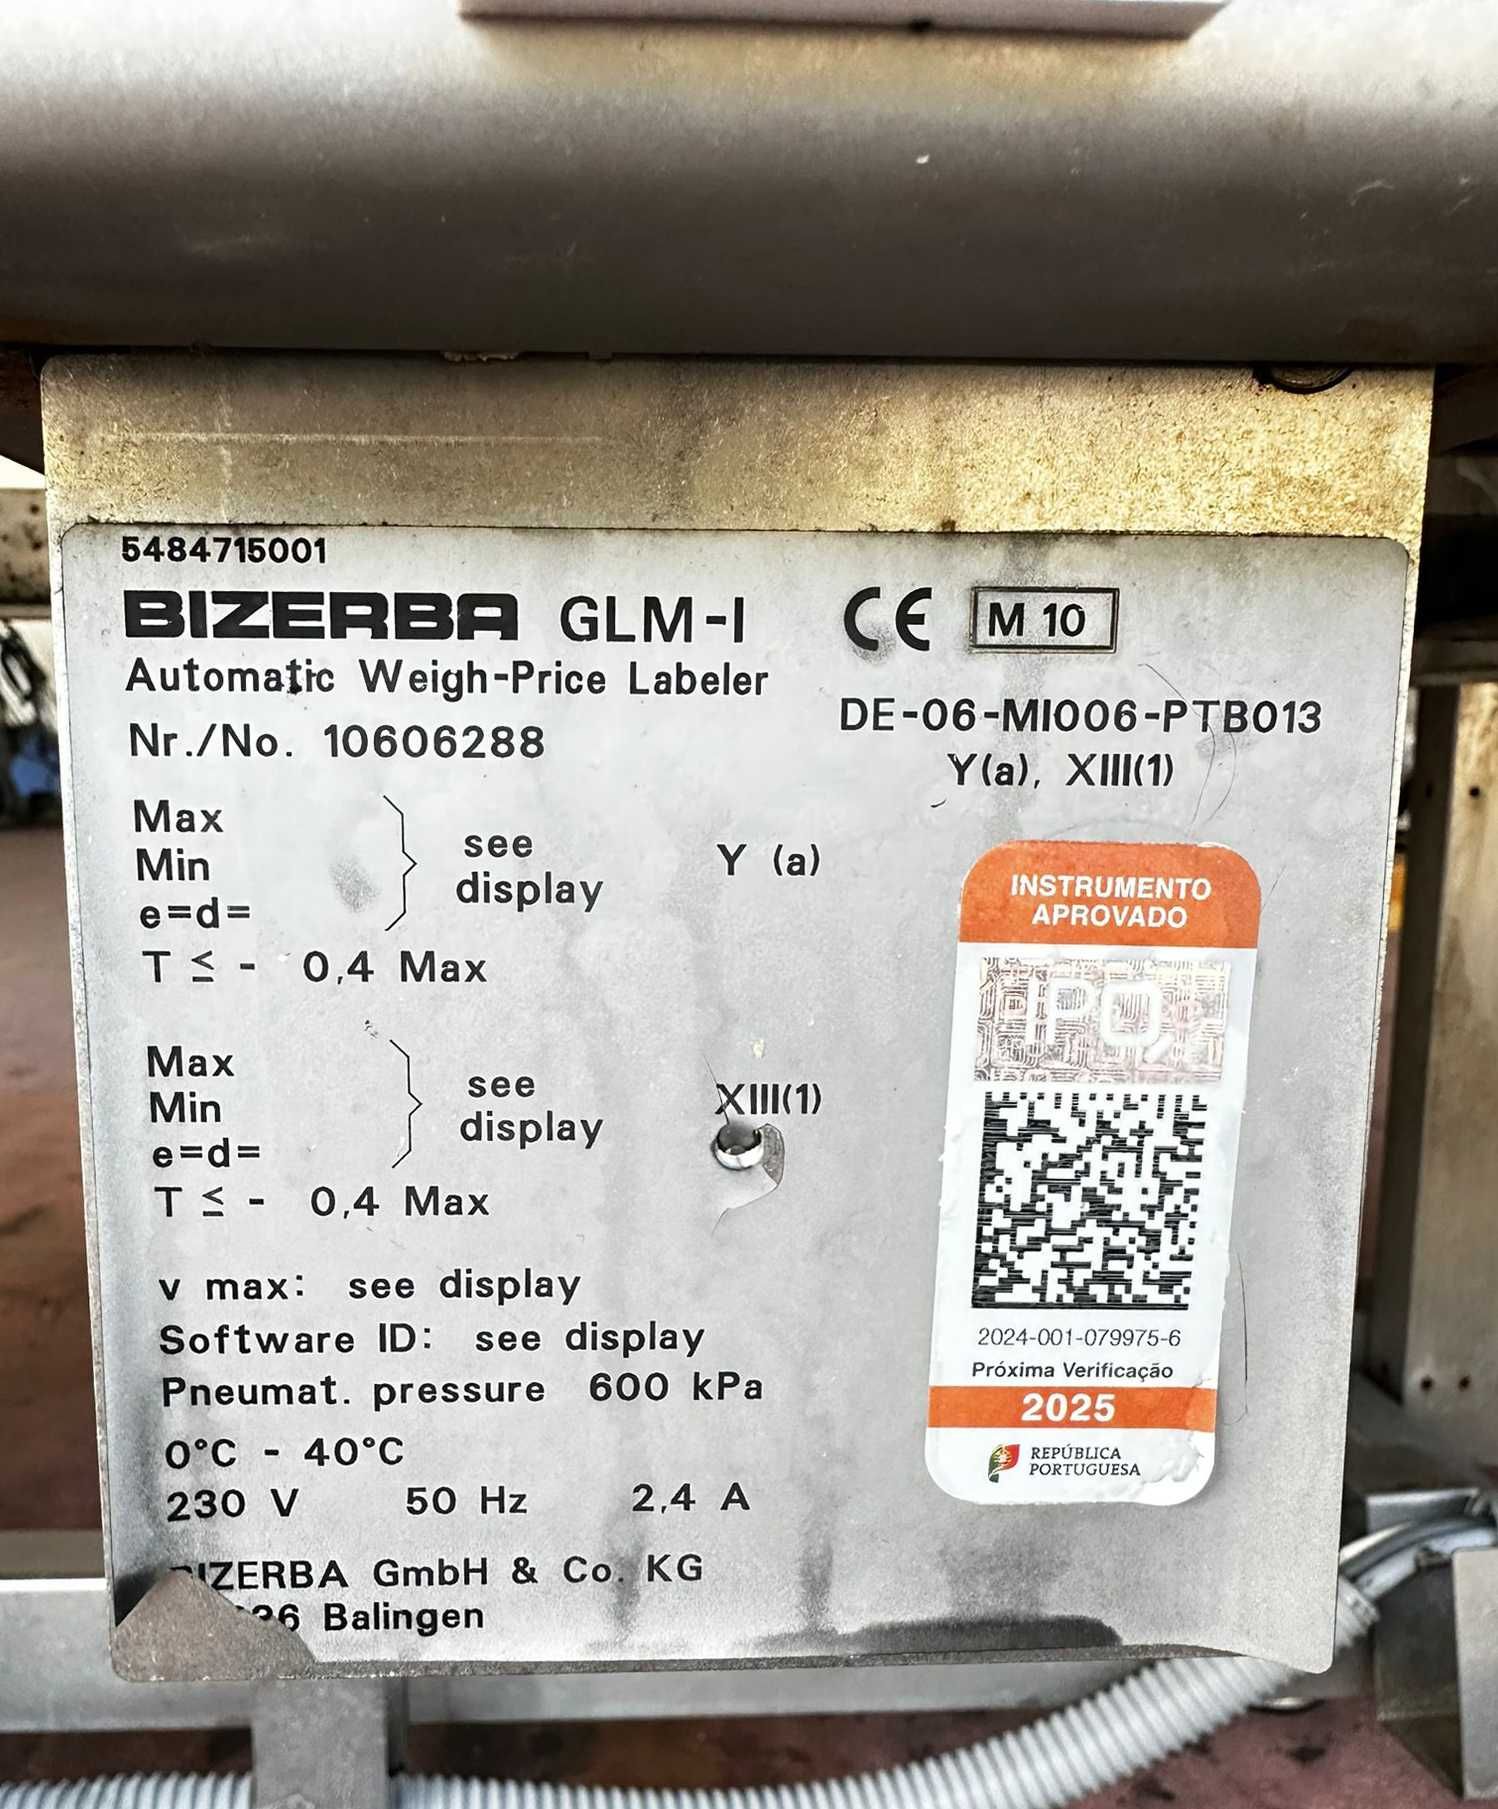 5484715001
BIZERBA GLM-I CE M 10
Automatic Weigh-Price Labeler
DE-06-MI006-PTB013
Nr./No. 10606288
Y(a), XIII(1)
Max
Min
e=d=
see
display
Y (a)
T ≤ - 0,4 Max
Max
Min
e=d=
see
display
XIII(1)
T ≤ - 0,4 Max
v max: see display
Software ID: see display
Pneumat. pressure 600 kPa
0°C - 40°C
230 V 50 Hz 2,4 A
BIZERBA GmbH & Co. KG
Balingen
INSTRUMENTO
APROVADO
IPQ
2024-001-079975-6
Próxima Verificação
2025
REPÚBLICA
PORTUGUESA